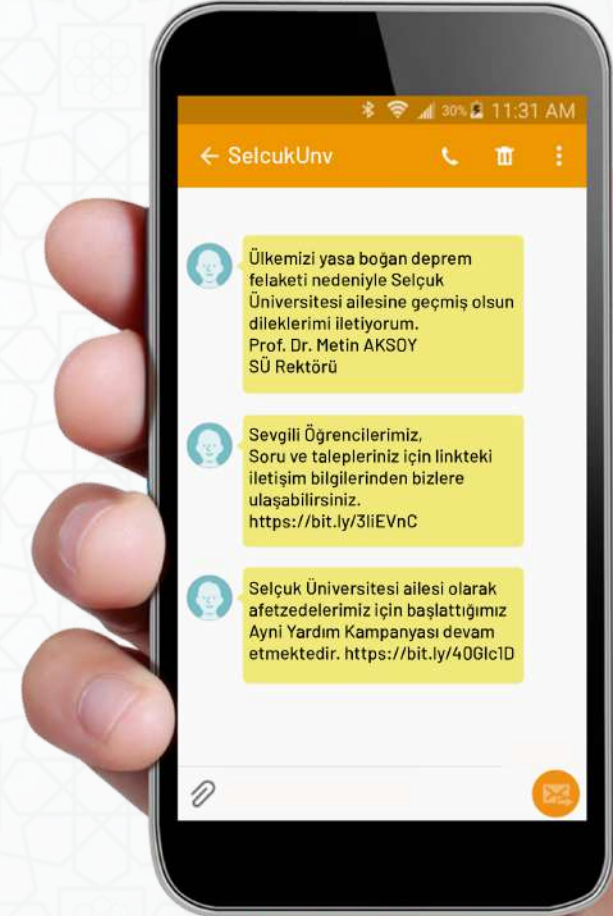 30% 11:31 AM
SelcukUnv
Ülkemizi yasa boğan deprem
felaketi nedeniyle Selçuk
Üniversitesi ailesine geçmiş olsun
dileklerimi iletiyorum.
Prof. Dr. Metin AKSOY
SÜ Rektörü
Sevgili Öğrencilerimiz,
Soru ve talepleriniz için linkteki
iletişim bilgilerinden bizlere
ulaşabilirsiniz.
https://bit.ly/3liEVnC
Selçuk Üniversitesi ailesi olarak
afetzedelerimiz için başlattığımız
Ayni Yardım Kampanyası devam
etmektedir. https://bit.ly/40Glc1D